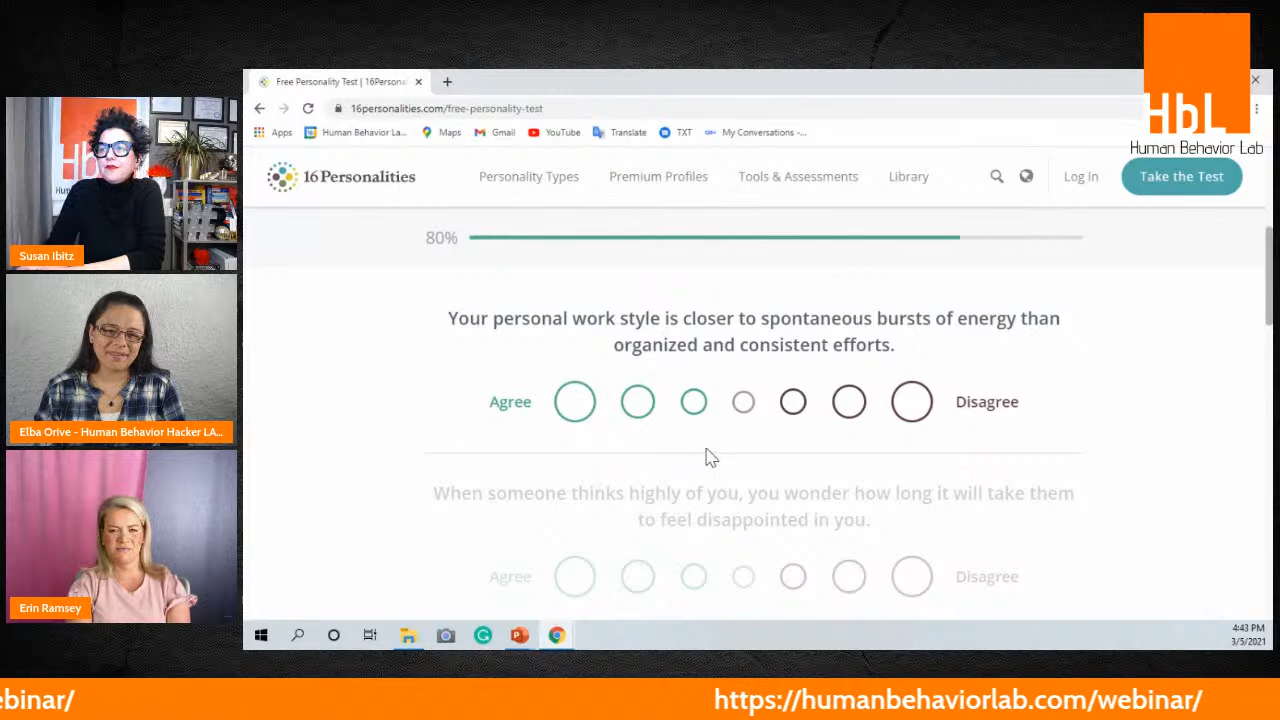 Free Personality Test | 16Persona
16personalities.com/free-personality-test
Apps
Human Behavior La...
Maps
Gmail
YouTube
Translate
TXT
My Conversations -...
HbL
Human Behavior Lab
16Personalities
Personality Types
Premium Profiles
Tools & Assessments
Library
Log In
Take the Test
80%
Your personal work style is closer to spontaneous bursts of energy than
organized and consistent efforts.
Agree
Disagree
When someone thinks highly of you, you wonder how long it will take them
to feel disappointed in you.
Agree
Disagree
Susan Ibitz
Elba Orive - Human Behavior Hacker LA...
Erin Ramsey
4:43 PM
3/5/2021
ebinar/
https://humanbehaviorlab.com/webinar/